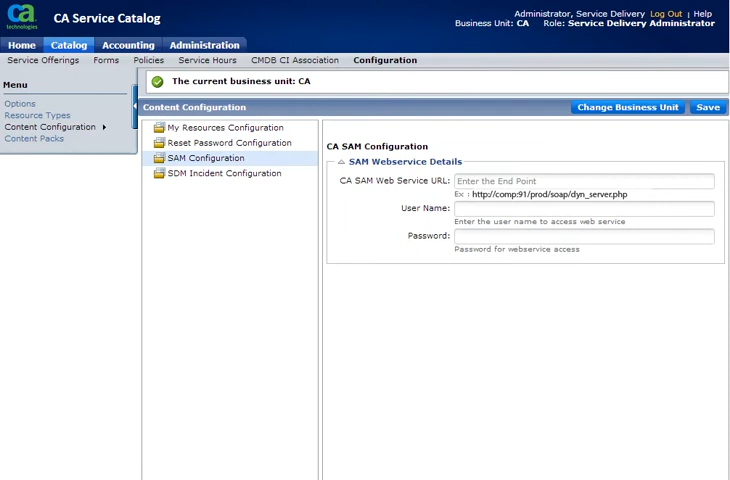 ca
technologies
CA Service Catalog
Administrator, Service Delivery Log Out | Help
Business Unit: CA Role: Service Delivery Administrator
Home Catalog Accounting Administration
Service Offerings Forms Policies Service Hours CMDB CI Association Configuration
Menu
Options
Resource Types
Content Configuration
Content Packs
The current business unit: CA
Content Configuration
Change Business Unit
Save
My Resources Configuration
Reset Password Configuration
SAM Configuration
SDM Incident Configuration
CA SAM Configuration
SAM Webservice Details
CA SAM Web Service URL: Enter the End Point
Ex : http://comp:91/prod/soap/dyn_server.php
User Name:
Enter the user name to access web service
Password:
Password for webservice access